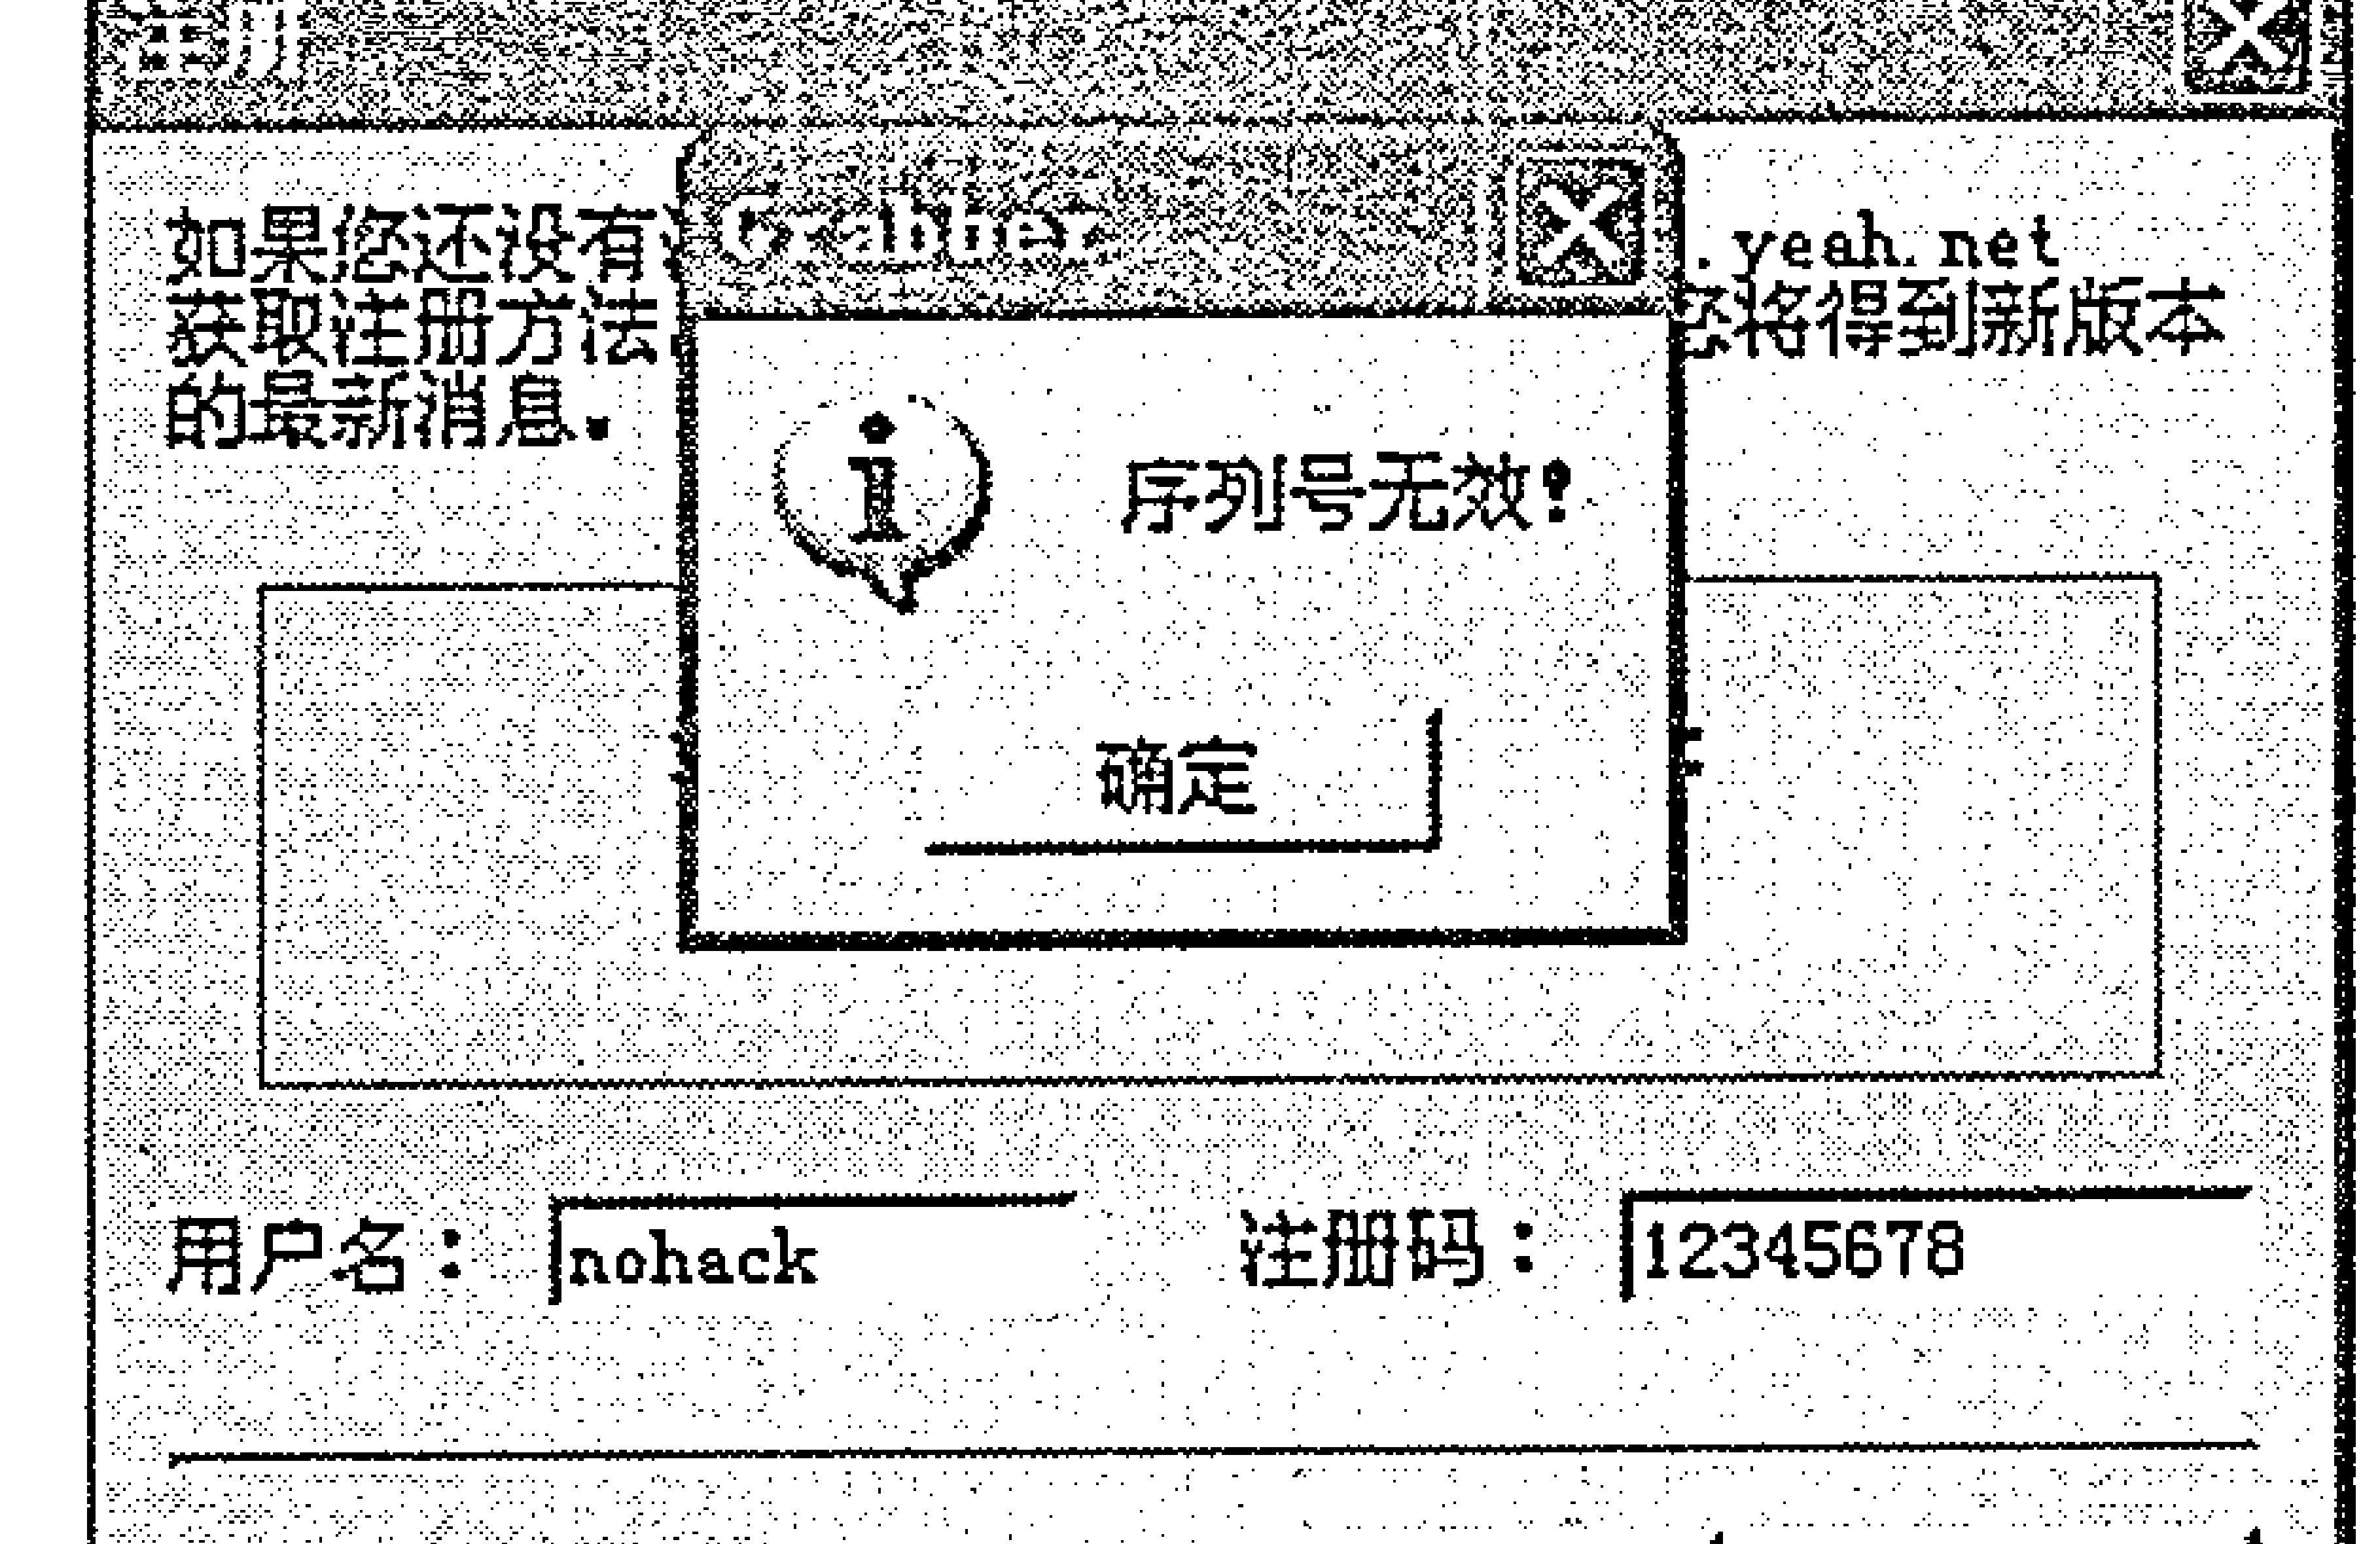 注册
Grabber
如果您还没有 .yeah.net
获取注册方法 您将得到新版本
的最新消息.
序列号无效!
确定
用户名: nohack 注册码: 12345678